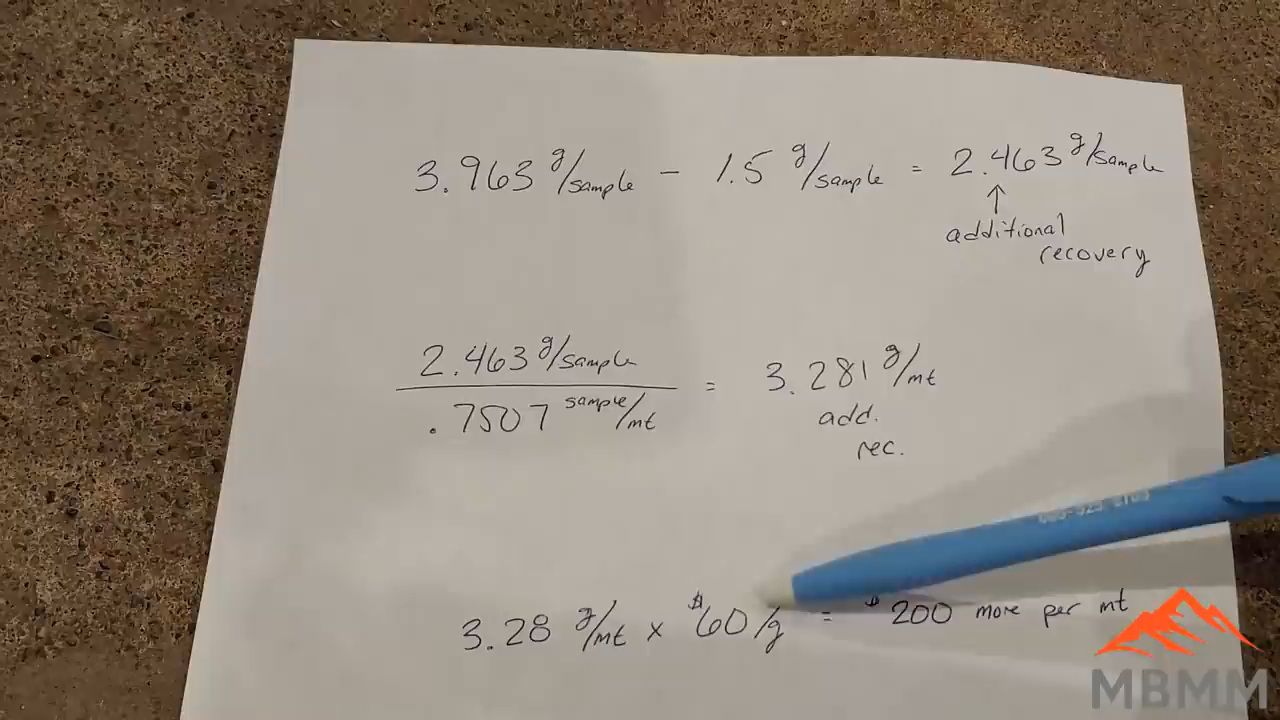 3.963 g/sample - 1.5 g/sample = 2.463 g/sample
↑
additional
recovery
2.463 g/sample
.7507 sample/mt
= 3.281 g/mt
add.
rec.
3.28 g/mt x $60/g = $200 more per mt
MBMM